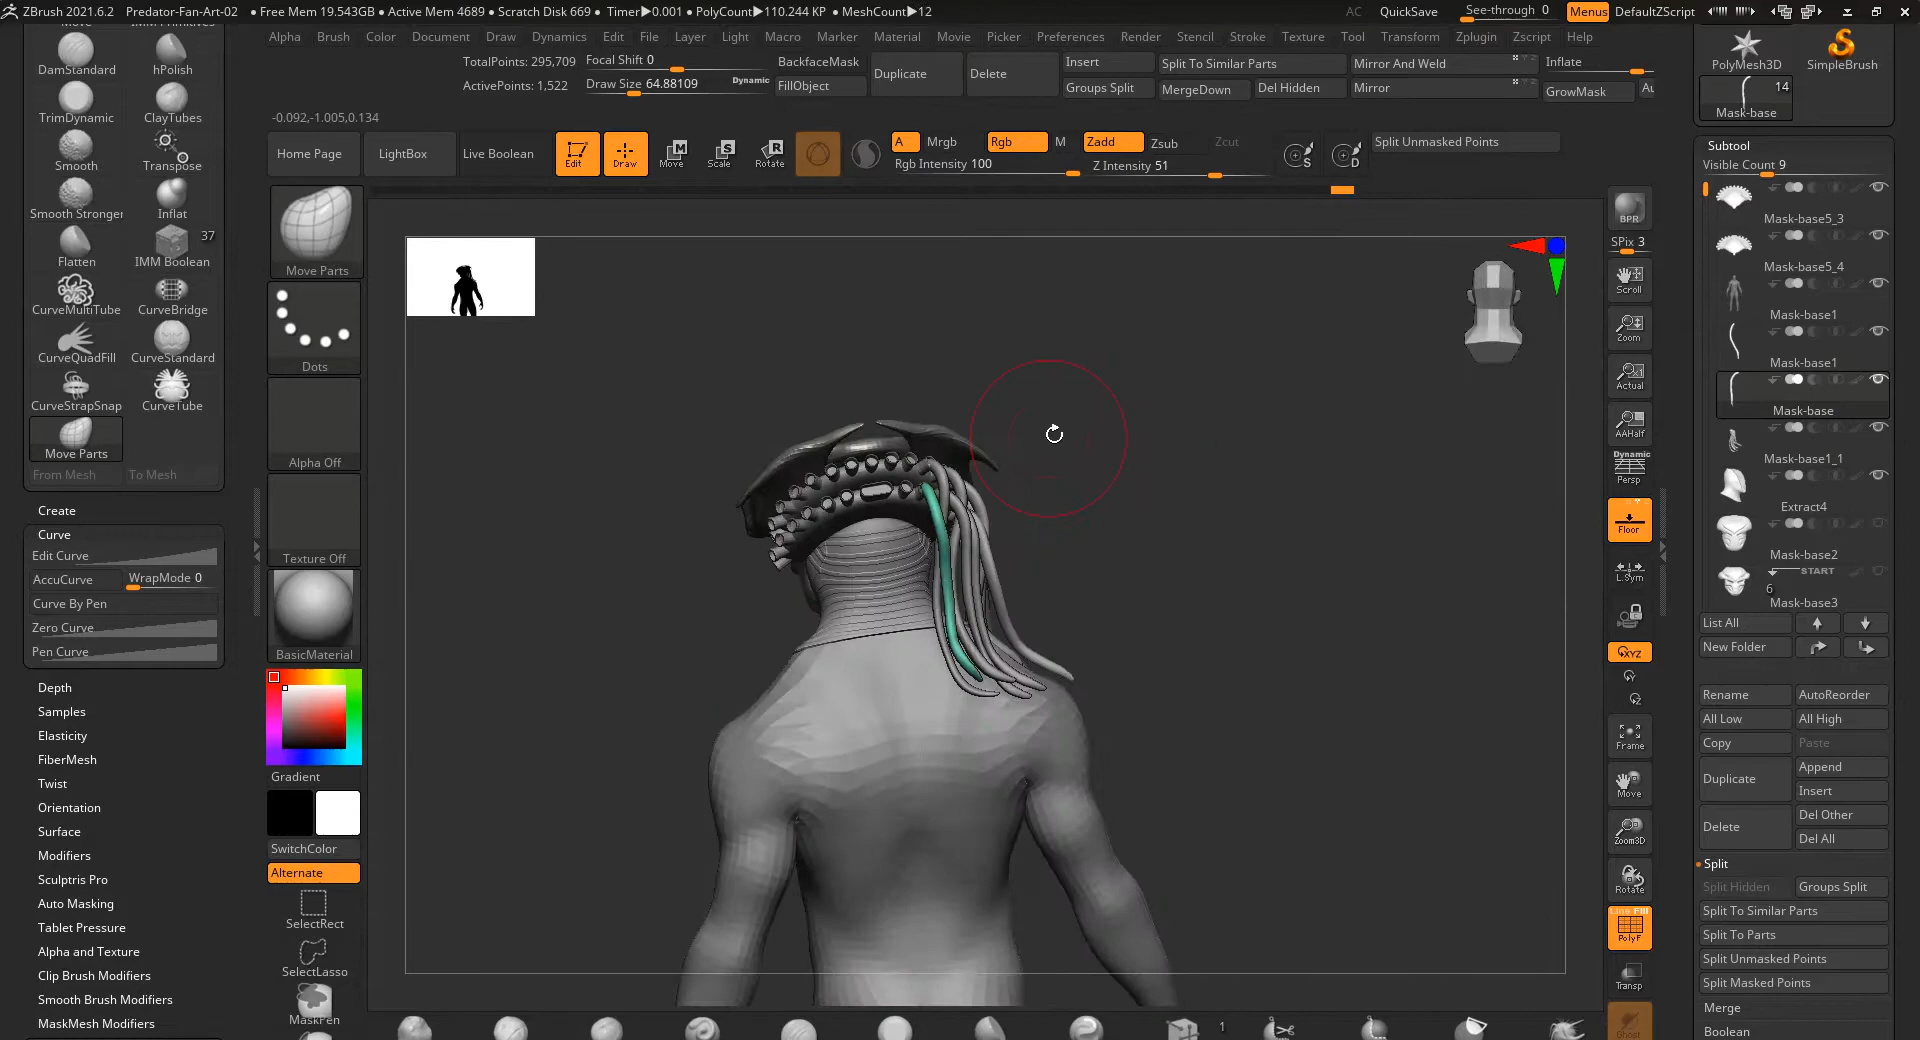 ZBrush 2021.6.2 Predator-Fan-Art-02 • Free Mem 19.543GB • Active Mem 4689 • Scratch Disk 669 • Timer▶0.001 • PolyCount▶110.244 KP • MeshCount▶12 AC QuickSave See-through 0 Menus DefaultZScript
Alpha Brush Color Document Draw Dynamics Edit File Layer Light Macro Marker Material Movie Picker Preferences Render Stencil Stroke Texture Tool Transform Zplugin Zscript Help
TotalPoints: 295,709 Focal Shift 0 BackfaceMask Duplicate Delete Insert Split To Similar Parts Mirror And Weld Inflate
ActivePoints: 1,522 Draw Size 64.88109 Dynamic FillObject Groups Split MergeDown Del Hidden Mirror GrowMask Au
-0.092,-1.005,0.134
Home Page LightBox Live Boolean Edit Draw Move Scale Rotate A Mrgb Rgb M Zadd Zsub Zcut Split Unmasked Points
Rgb Intensity 100 Z Intensity 51
M
S
R
S
D
DamStandard hPolish
TrimDynamic ClayTubes
Smooth Transpose
Smooth Stronger Inflat
37
Flatten IMM Boolean
CurveMultiTube CurveBridge
CurveQuadFill CurveStandard
CurveStrapSnap CurveTube
Move Parts
From Mesh To Mesh
Create
Curve
Edit Curve
AccuCurve WrapMode 0
Curve By Pen
Zero Curve
Pen Curve
Depth
Samples
Elasticity
FiberMesh
Twist
Orientation
Surface
Modifiers
Sculptris Pro
Auto Masking
Tablet Pressure
Alpha and Texture
Clip Brush Modifiers
Smooth Brush Modifiers
MaskMesh Modifiers
Move Parts
Dots
Alpha Off
Texture Off
BasicMaterial
Gradient
SwitchColor
Alternate
SelectRect
SelectLasso
MaskPen
1
BPR
SPix 3
Scroll
Zoom
Actual
AAHalf
Dynamic
Persp
Floor
L.Sym
XYZ
Frame
Move
Zoom3D
Rotate
Line Fill
PolyF
Transp
Ghost
PolyMesh3D SimpleBrush
14
Mask-base
Subtool
Visible Count 9
Mask-base5_3
Mask-base5_4
Mask-base1
Mask-base1
Mask-base
Mask-base1_1
Extract4
Mask-base2
START
6
Mask-base3
List All
New Folder
Rename AutoReorder
All Low All High
Copy Paste
Duplicate Append
Insert
Delete Del Other
Del All
Split
Split Hidden Groups Split
Split To Similar Parts
Split To Parts
Split Unmasked Points
Split Masked Points
Merge
Boolean